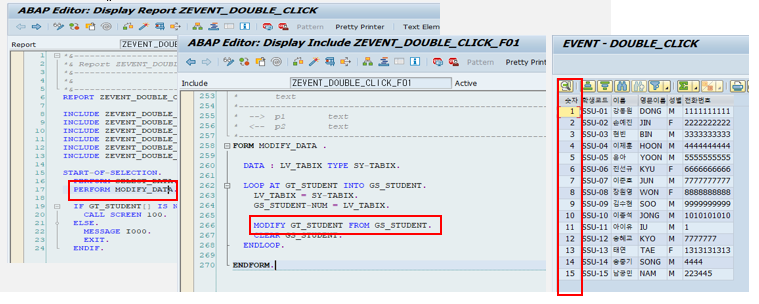 ABAP Editor: Display Report ZEVENT_DOUBLE_CLICK
Pattern Pretty Printer Text Elem
Report ZEVENT_DOUB
1 *&
2 *& Report ZEVENT_DOUBL
3 *&
4 *&
5 *&
6 REPORT ZEVENT_DOUBLE_C
7
8 INCLUDE ZEVENT_DOUBLE_
9 INCLUDE ZEVENT_DOUBLE_
10 INCLUDE ZEVENT_DOUBLE_
11 INCLUDE ZEVENT_DOUBLE_
12 INCLUDE ZEVENT_DOUBLE_
13 INCLUDE ZEVENT_DOUBLE_
14
15 START-OF-SELECTION.
16 PERFORM SELECT_DATA.
17 PERFORM MODIFY_DATA.
18
19 IF GT_STUDENT[] IS N
20 CALL SCREEN 100.
21 ELSE.
22 MESSAGE I000.
23 EXIT.
24 ENDIF.
ABAP Editor: Display Include ZEVENT_DOUBLE_CLICK_F01
Pattern Pretty Prin
Include ZEVENT_DOUBLE_CLICK_F01 Active
253 * text
254 *
255 * --> p1 text
256 * <-- p2 text
257 *
258 FORM MODIFY_DATA .
259
260 DATA : LV_TABIX TYPE SY-TABIX.
261
262 LOOP AT GT_STUDENT INTO GS_STUDENT.
263 LV_TABIX = SY-TABIX.
264 GS_STUDENT-NUM = LV_TABIX.
265
266 MODIFY GT_STUDENT FROM GS_STUDENT.
267 CLEAR GS_STUDENT.
268 ENDLOOP.
269
270 ENDFORM.
EVENT - DOUBLE_CLICK
숫자 학생코드 이름 영문이름 성별 전화번호
1 SSU-01 강동원 DONG M 1111111111
2 SSU-02 손예진 JIN F 2222222222
3 SSU-03 현빈 BIN M 3333333333
4 SSU-04 이제훈 HOON M 4444444444
5 SSU-05 윤아 YOON M 5555555555
6 SSU-06 진선규 KYU F 6666666666
7 SSU-07 이준호 JUN M 7777777777
8 SSU-08 장원영 WON F 8888888888
9 SSU-09 김수현 SOO M 9999999999
10 SSU-10 이종석 JONG M 1010101010
11 SSU-11 아이유 IU M 1
12 SSU-12 송혜교 KYO M 7777777
13 SSU-13 태연 TAE F 1313131313
14 SSU-14 송중기 SONG M 4444
15 SSU-15 남궁민 NAM M 223445